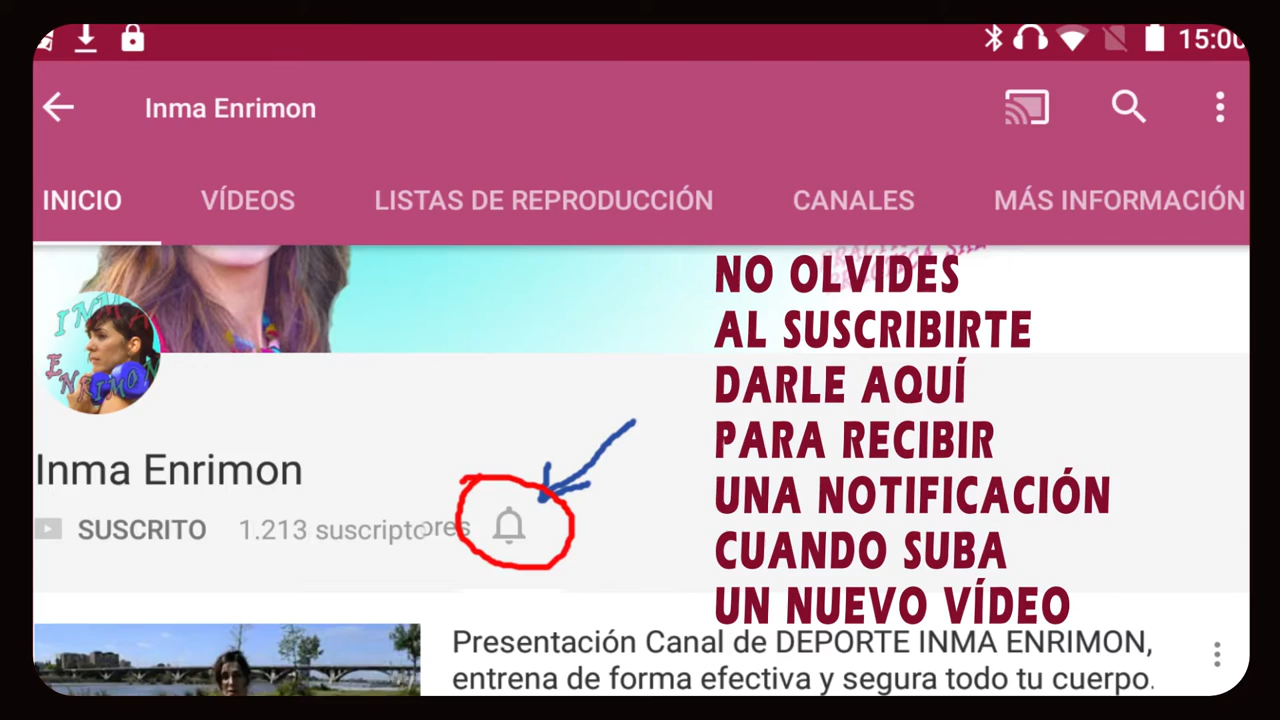 15:00
Inma Enrimon
INICIO VÍDEOS LISTAS DE REPRODUCCIÓN CANALES MÁS INFORMACIÓN
INMA
ENRIMON
Inma Enrimon
SUSCRITO 1.213 suscriptores
NO OLVIDES
AL SUSCRIBIRTE
DARLE AQUÍ
PARA RECIBIR
UNA NOTIFICACIÓN
CUANDO SUBA
UN NUEVO VÍDEO
Presentación Canal de DEPORTE INMA ENRIMON,
entrena de forma efectiva y segura todo tu cuerpo.